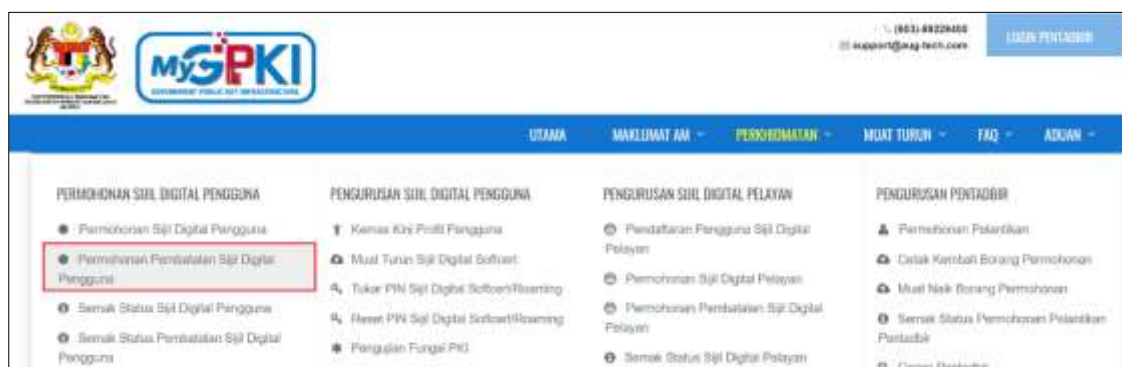 (603)-89229400
support@aug-tech.com
LOGIN PENTADBIR
MyGPKI
GOVERNMENT PUBLIC KEY INFRASTRUCTURE
UTAMA
MAKLUMAT AM
PERKHIDMATAN
MUAT TURUN
FAQ
ADUAN
PERMOHONAN SIJIL DIGITAL PENGGUNA
Permohonan Sijil Digital Pengguna
Permohonan Pembatalan Sijil Digital
Pengguna
Semak Status Sijil Digital Pengguna
Semak Status Pembatalan Sijil Digital
Pengguna
PENGURUSAN SIJIL DIGITAL PENGGUNA
Kemas Kini Profil Pengguna
Muat Turun Sijil Digital Softcert
Tukar PIN Sijil Digital Softcert/Roaming
Reset PIN Sijil Digital Softcert/Roaming
Pengujian Fungsi PKI
PENGURUSAN SIJIL DIGITAL PELAYAN
Pendaftaran Pengguna Sijil Digital
Pelayan
Permohonan Sijil Digital Pelayan
Permohonan Pembatalan Sijil Digital
Pelayan
Semak Status Sijil Digital Pelayan
PENGURUSAN PENTADBIR
Permohonan Pelantikan
Cetak Kembali Borang Permohonan
Muat Naik Borang Permohonan
Semak Status Permohonan Pelantikan
Pentadbir